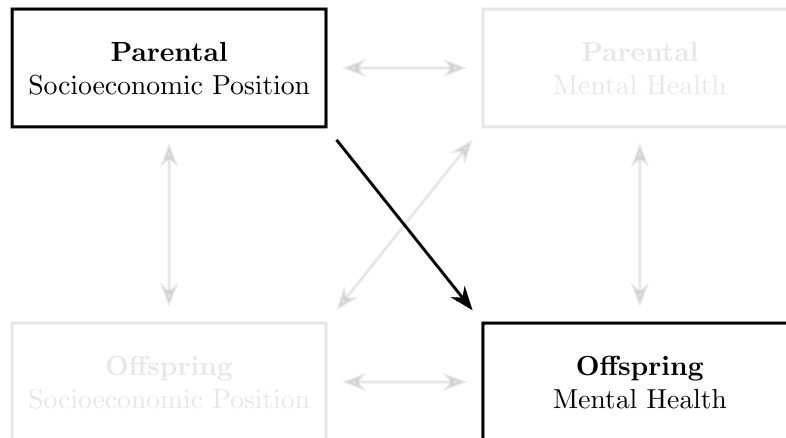 Parental
Socioeconomic Position
Parental
Mental Health
Offspring
Socioeconomic Position
Offspring
Mental Health